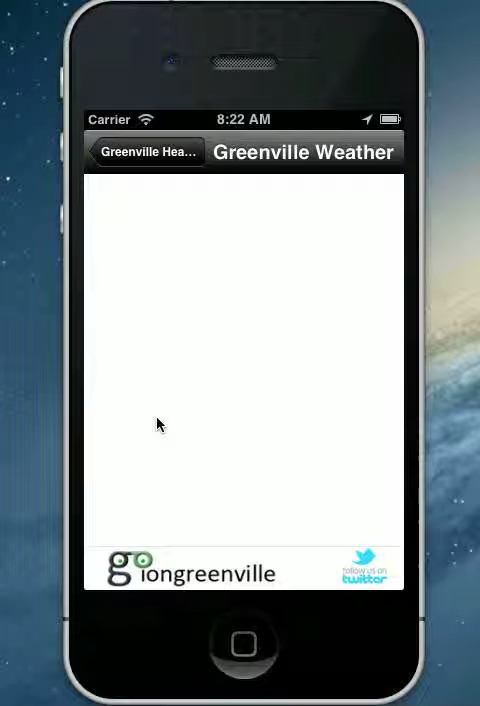 Carrier 8:22 AM
Greenville Hea... Greenville Weather
go iongreenville
follow us on
twitter